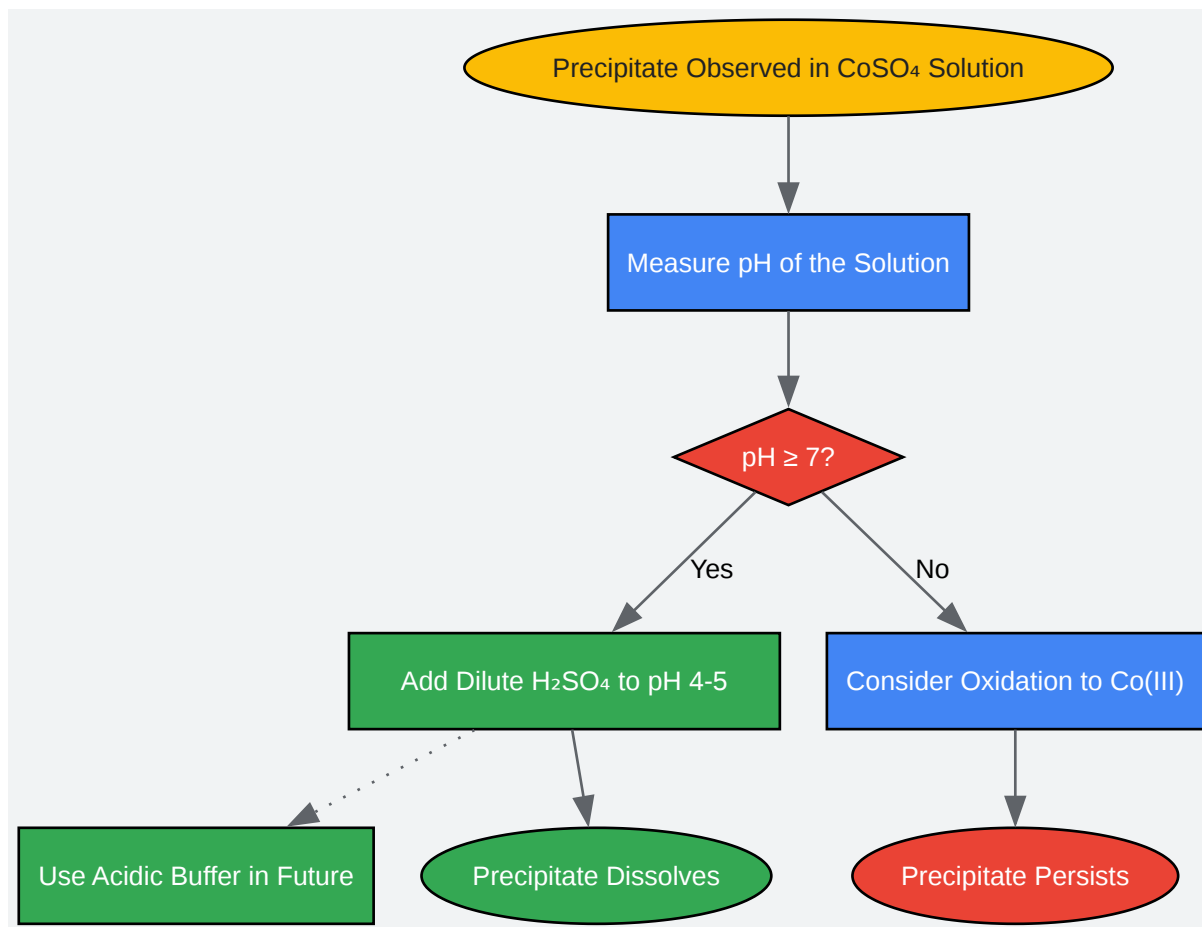 Precipitate Observed in CoSO₄ Solution
Measure pH of the Solution
pH ≥ 7?
Yes
No
Add Dilute H₂SO₄ to pH 4-5
Consider Oxidation to Co(III)
Use Acidic Buffer in Future
Precipitate Dissolves
Precipitate Persists